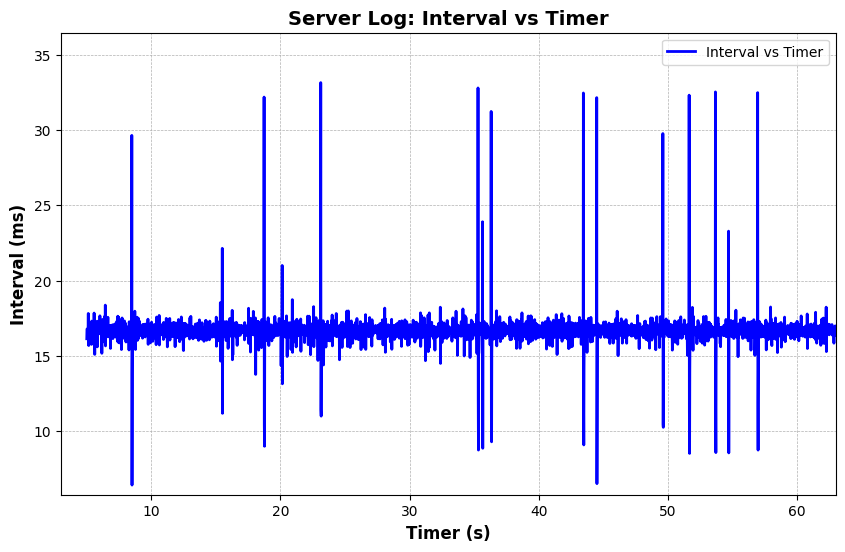 Server Log: Interval vs Timer
Interval vs Timer
35
30
25
20
15
10
Interval (ms)
10 20 30 40 50 60
Timer (s)